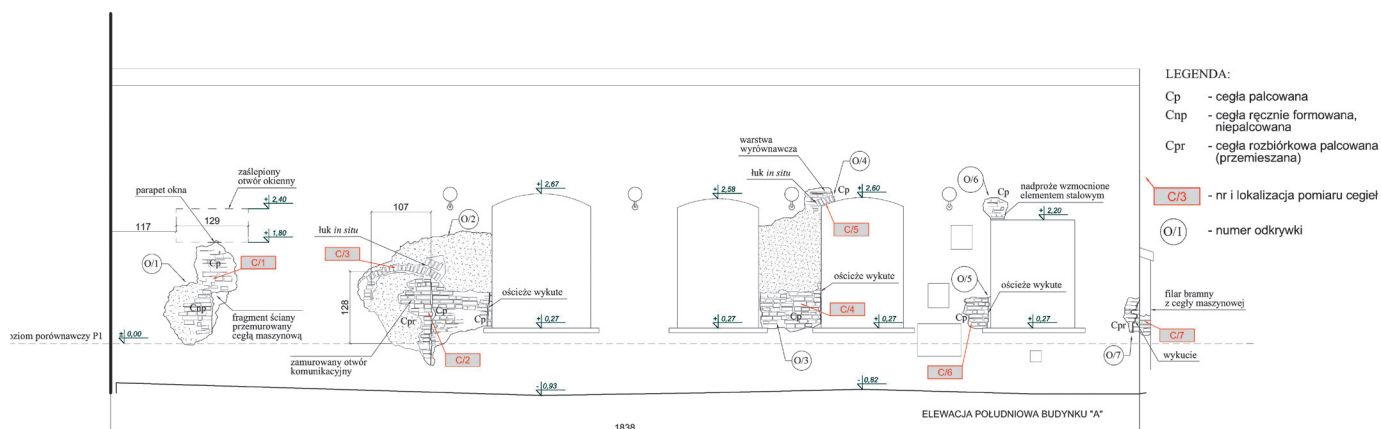 LEGENDA:
Cp - cegła palcowana
Cnp - cegła ręcznie formowana,
niepalcowana
Cpr - cegła rozbiórkowa palcowana
(przemieszana)
C/3 - nr i lokalizacja pomiaru cegieł
O/1 - numer odkrywki
zaślepiony
otwór okienny
parapet okna
+ 2,40
129
117
+ 1,80
O/1
Cp
C/1
Cpp
fragment ściany
przemurowany
cegłą maszynową
oziom porównawczy P1
± 0,00
107
O/2
łuk in situ
C/3
128
Cpr
Cp
C/2
zamurowany otwór
komunikacyjny
ościeże wykute
+ 2,67
+ 0,27
- 0,93
+ 2,58
+ 0,27
warstwa
wyrównawcza
łuk in situ
O/4
Cp
+ 2,60
C/5
ościeże wykute
C/4
Cp
O/3
+ 0,27
- 0,82
O/6
Cp
nadproże wzmocnione
elementem stalowym
+ 2,20
O/5
ościeże wykute
Cp
+ 0,27
C/6
filar bramny
z cegły maszynowej
Cpr
C/7
O/7
wykucie
ELEWACJA POŁUDNIOWA BUDYNKU "A"
1838